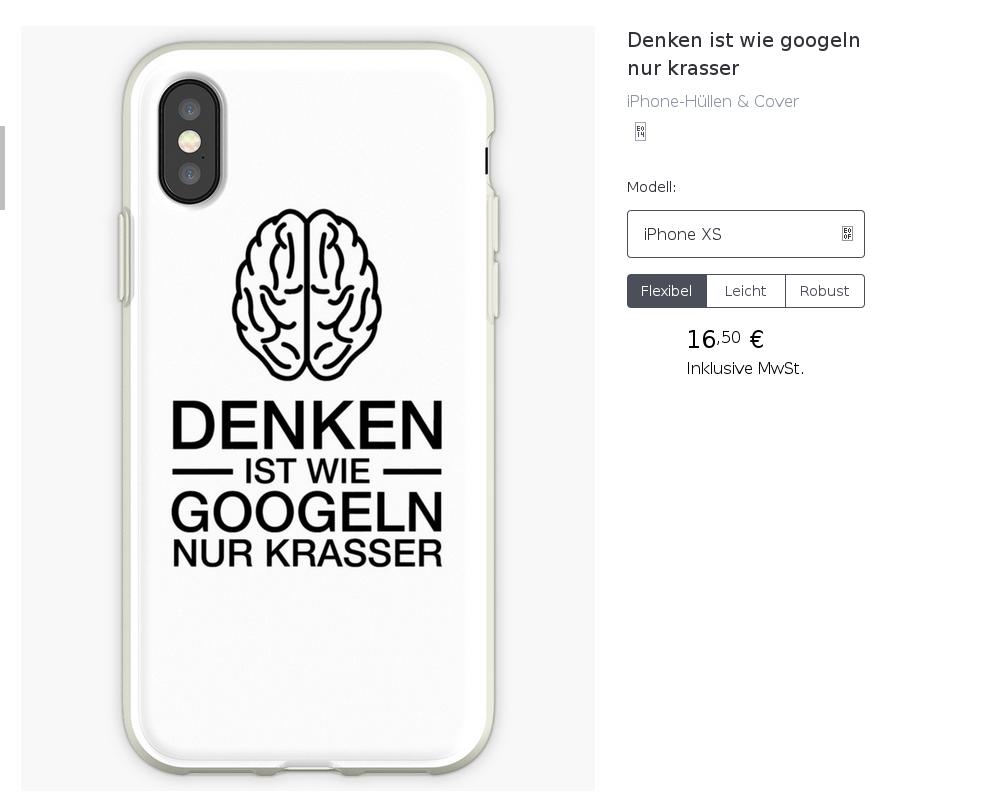 DENKEN
IST WIE
GOOGELN
NUR KRASSER
Denken ist wie googeln
nur krasser
iPhone-Hüllen & Cover
Modell:
iPhone XS
Flexibel Leicht Robust
16,50 €
Inklusive MwSt.